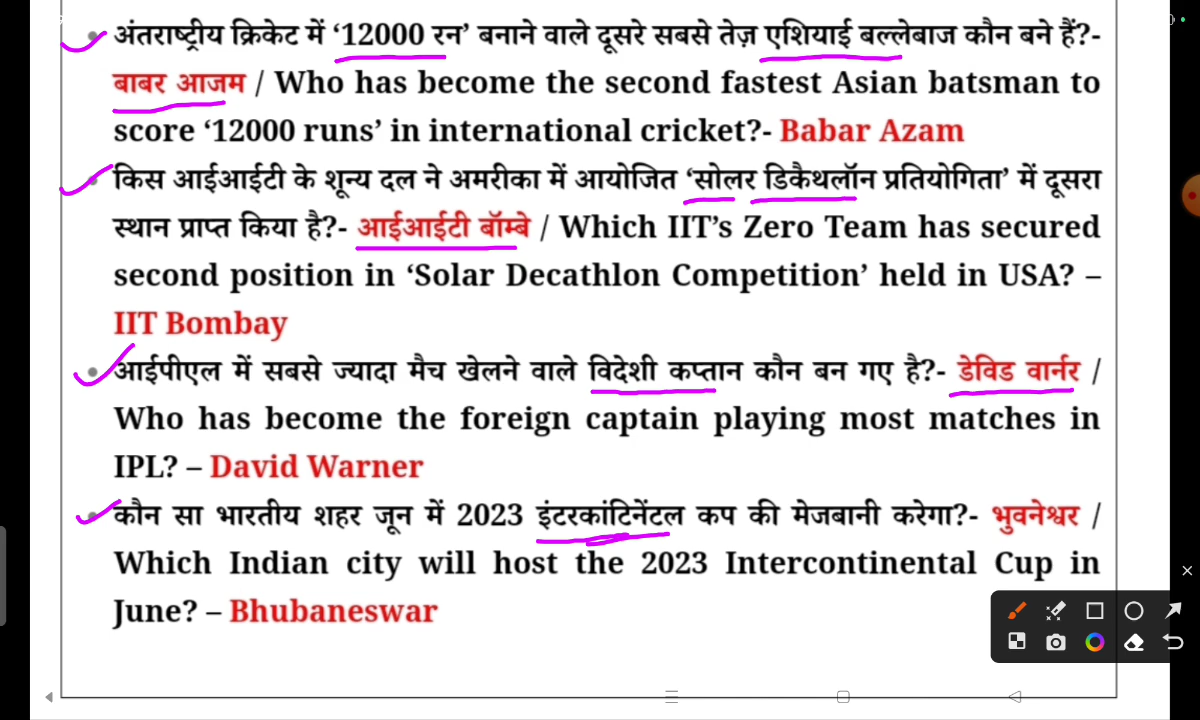 अंतराष्ट्रीय क्रिकेट में ‘12000 रन’ बनाने वाले दूसरे सबसे तेज़ एशियाई बल्लेबाज कौन बने हैं?-
बाबर आजम / Who has become the second fastest Asian batsman to
score ‘12000 runs’ in international cricket?- Babar Azam
किस आईआईटी के शून्य दल ने अमरीका में आयोजित ‘सोलर डिकैथलॉन प्रतियोगिता’ में दूसरा
स्थान प्राप्त किया है?- आईआईटी बॉम्बे / Which IIT’s Zero Team has secured
second position in ‘Solar Decathlon Competition’ held in USA? –
IIT Bombay
आईपीएल में सबसे ज्यादा मैच खेलने वाले विदेशी कप्तान कौन बन गए है?- डेविड वार्नर /
Who has become the foreign captain playing most matches in
IPL? – David Warner
कौन सा भारतीय शहर जून में 2023 इंटरकांटिनेंटल कप की मेजबानी करेगा?- भुवनेश्वर /
Which Indian city will host the 2023 Intercontinental Cup in
June? – Bhubaneswar